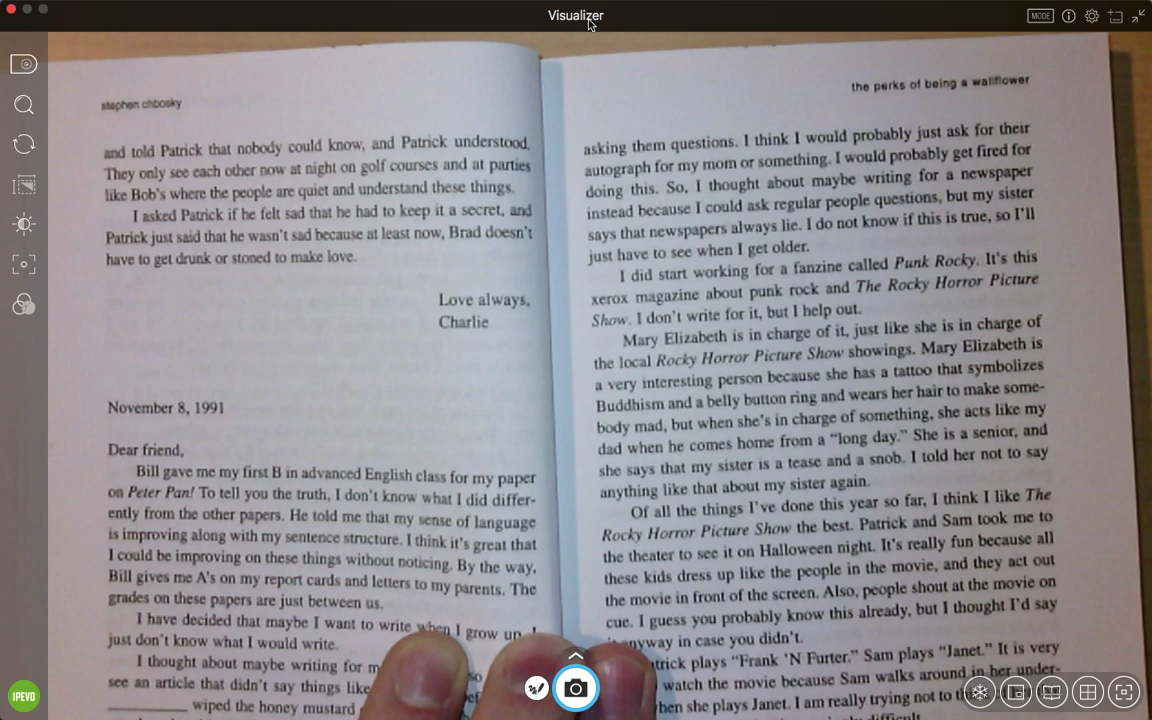 Visualizer
MODE
stephen chbosky
and told Patrick that nobody could know, and Patrick understood.
They only see each other now at night on golf courses and at parties
like Bob's where the people are quiet and understand these things.
I asked Patrick if he felt sad that he had to keep it a secret, and
Patrick just said that he wasn't sad because at least now, Brad doesn't
have to get drunk or stoned to make love.
Love always,
Charlie
November 8, 1991
Dear friend,
Bill gave me my first B in advanced English class for my paper
on Peter Pan! To tell you the truth, I don't know what I did differ-
ently from the other papers. He told me that my sense of language
is improving along with my sentence structure. I think it's great that
I could be improving on these things without noticing. By the way,
Bill gives me A's on my report cards and letters to my parents. The
grades on these papers are just between us.
I have decided that maybe I want to write when I grow up. I
just don't know what I would write.
I thought about maybe writing for
so
see an article that didn't say things like
wiped the honey mustard
the perks of being a wallflower
asking them questions. I think I would probably just ask for their
autograph for my mom or something. I would probably get fired for
doing this. So, I thought about maybe writing for a newspaper
instead because I could ask regular people questions, but my sister
says that newspapers always lie. I do not know if this is true, so I'll
just have to see when I get older.
I did start working for a fanzine called Punk Rocky. It's this
xerox magazine about punk rock and The Rocky Horror Picture
Show. I don't write for it, but I help out.
Mary Elizabeth is in charge of it, just like she is in charge of
the local Rocky Horror Picture Show showings. Mary Elizabeth is
a very interesting person because she has a tattoo that symbolizes
Buddhism and a belly button ring and wears her hair to make some-
body mad, but when she's in charge of something, she acts like my
dad when he comes home from a "long day." She is a senior, and
she says that my sister is a tease and a snob. I told her not to say
anything like that about my sister again.
Of all the things I've done this year so far, I think I like The
Rocky Horror Picture Show the best. Patrick and Sam took me to
the theater to see it on Halloween night. It's really fun because all
these kids dress up like the people in the movie, and they act out
the movie in front of the screen. Also, people shout at the movie on
cue. I guess you probably know this already, but I thought I'd say
it anyway in case you didn't.
plays "Frank 'N Furter." Sam plays "Janet." It is very
watch the movie because Sam walks around in her under-
when she plays Janet. I am really trying not to
difficult
IPEVO